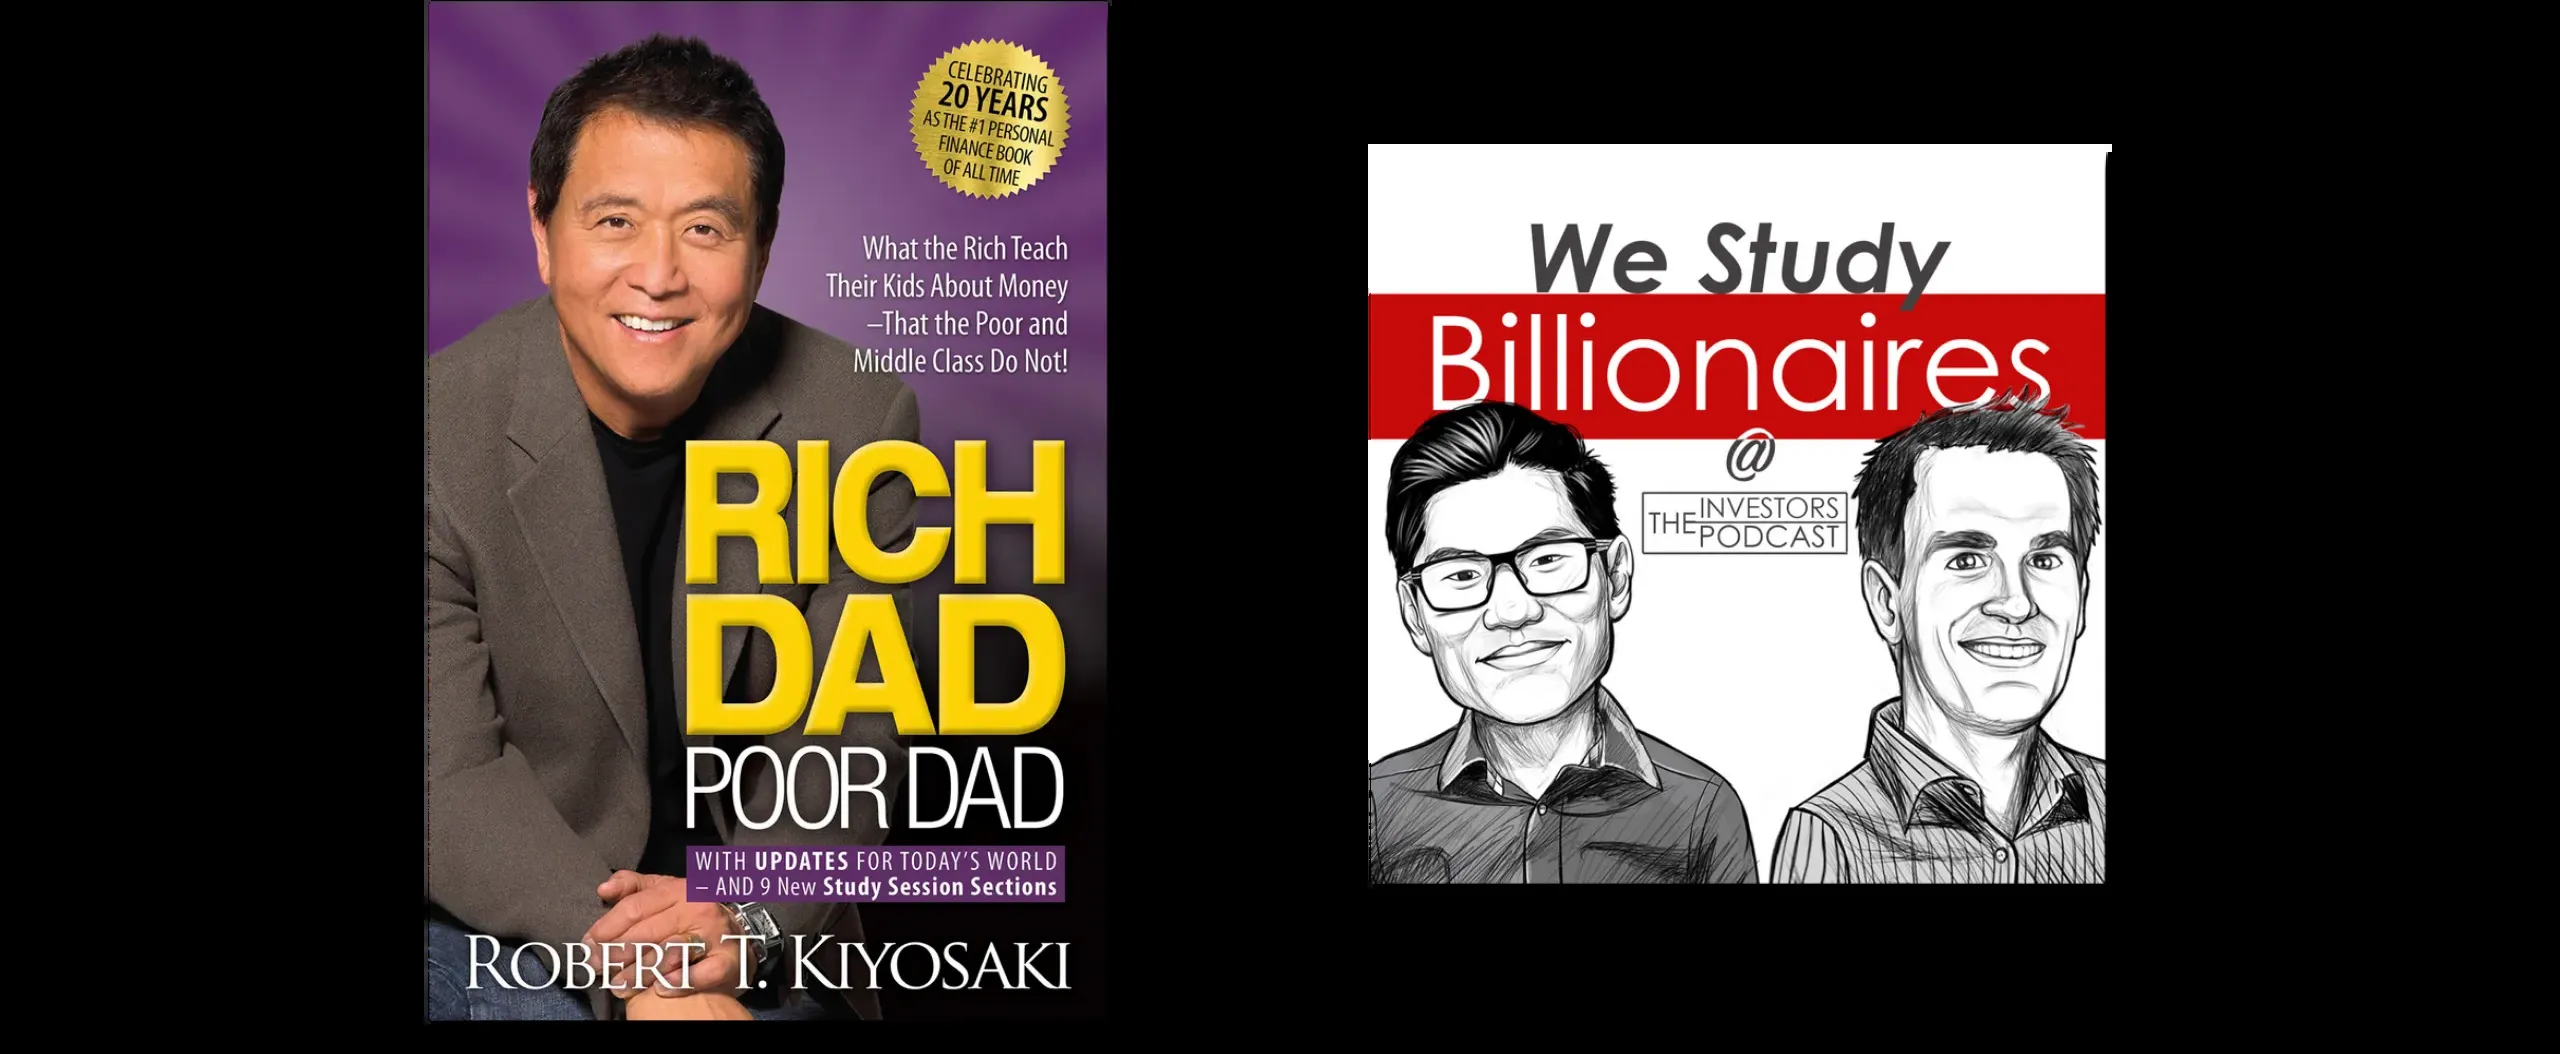 CELEBRATING
20 YEARS
AS THE #1 PERSONAL
FINANCE BOOK
OF ALL TIME
What the Rich Teach
Their Kids About Money
–That the Poor and
Middle Class Do Not!
RICH
DAD
POOR DAD
WITH UPDATES FOR TODAY'S WORLD
– AND 9 New Study Session Sections
ROBERT T. KIYOSAKI
We Study
Billionaires
@
THE INVESTORS
PODCAST